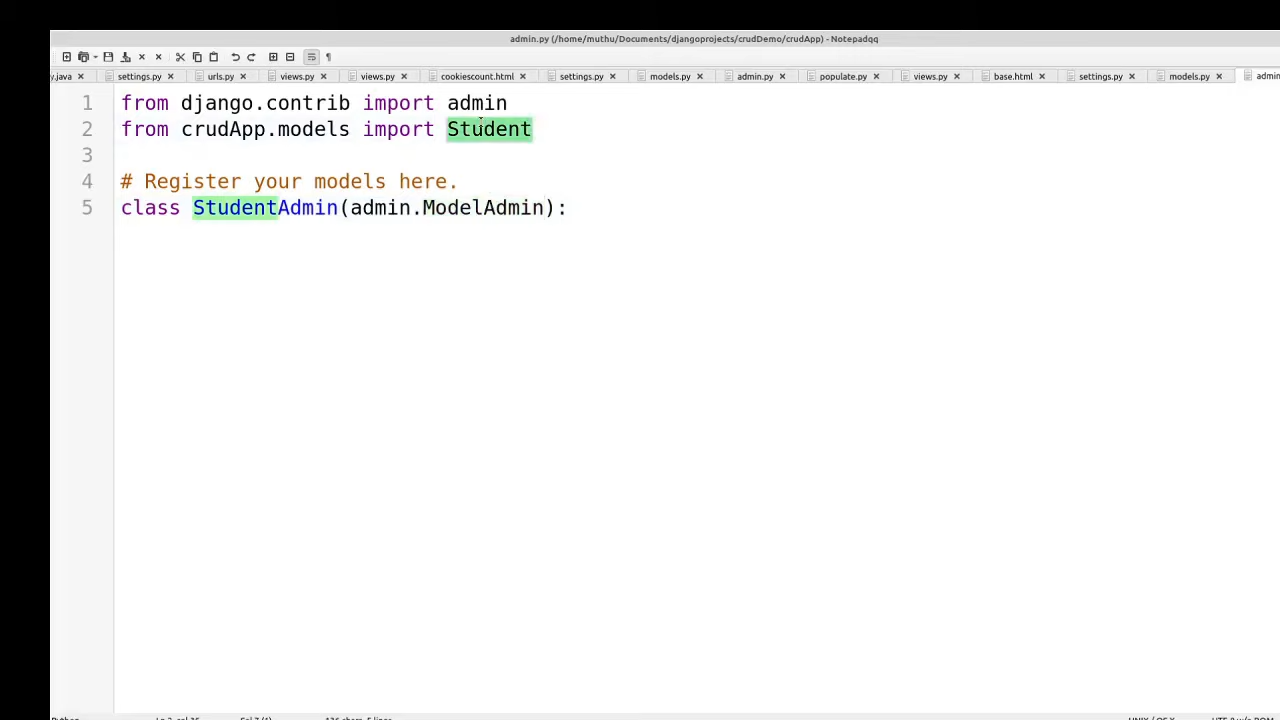 admin.py (/home/muthu/Documents/djangoprojects/crudDemo/crudApp) - Notepadqq
y.java settings.py urls.py views.py views.py cookiescount.html settings.py models.py admin.py populate.py views.py base.html settings.py models.py admin
1 from django.contrib import admin
2 from crudApp.models import Student
3
4 # Register your models here.
5 class StudentAdmin(admin.ModelAdmin):